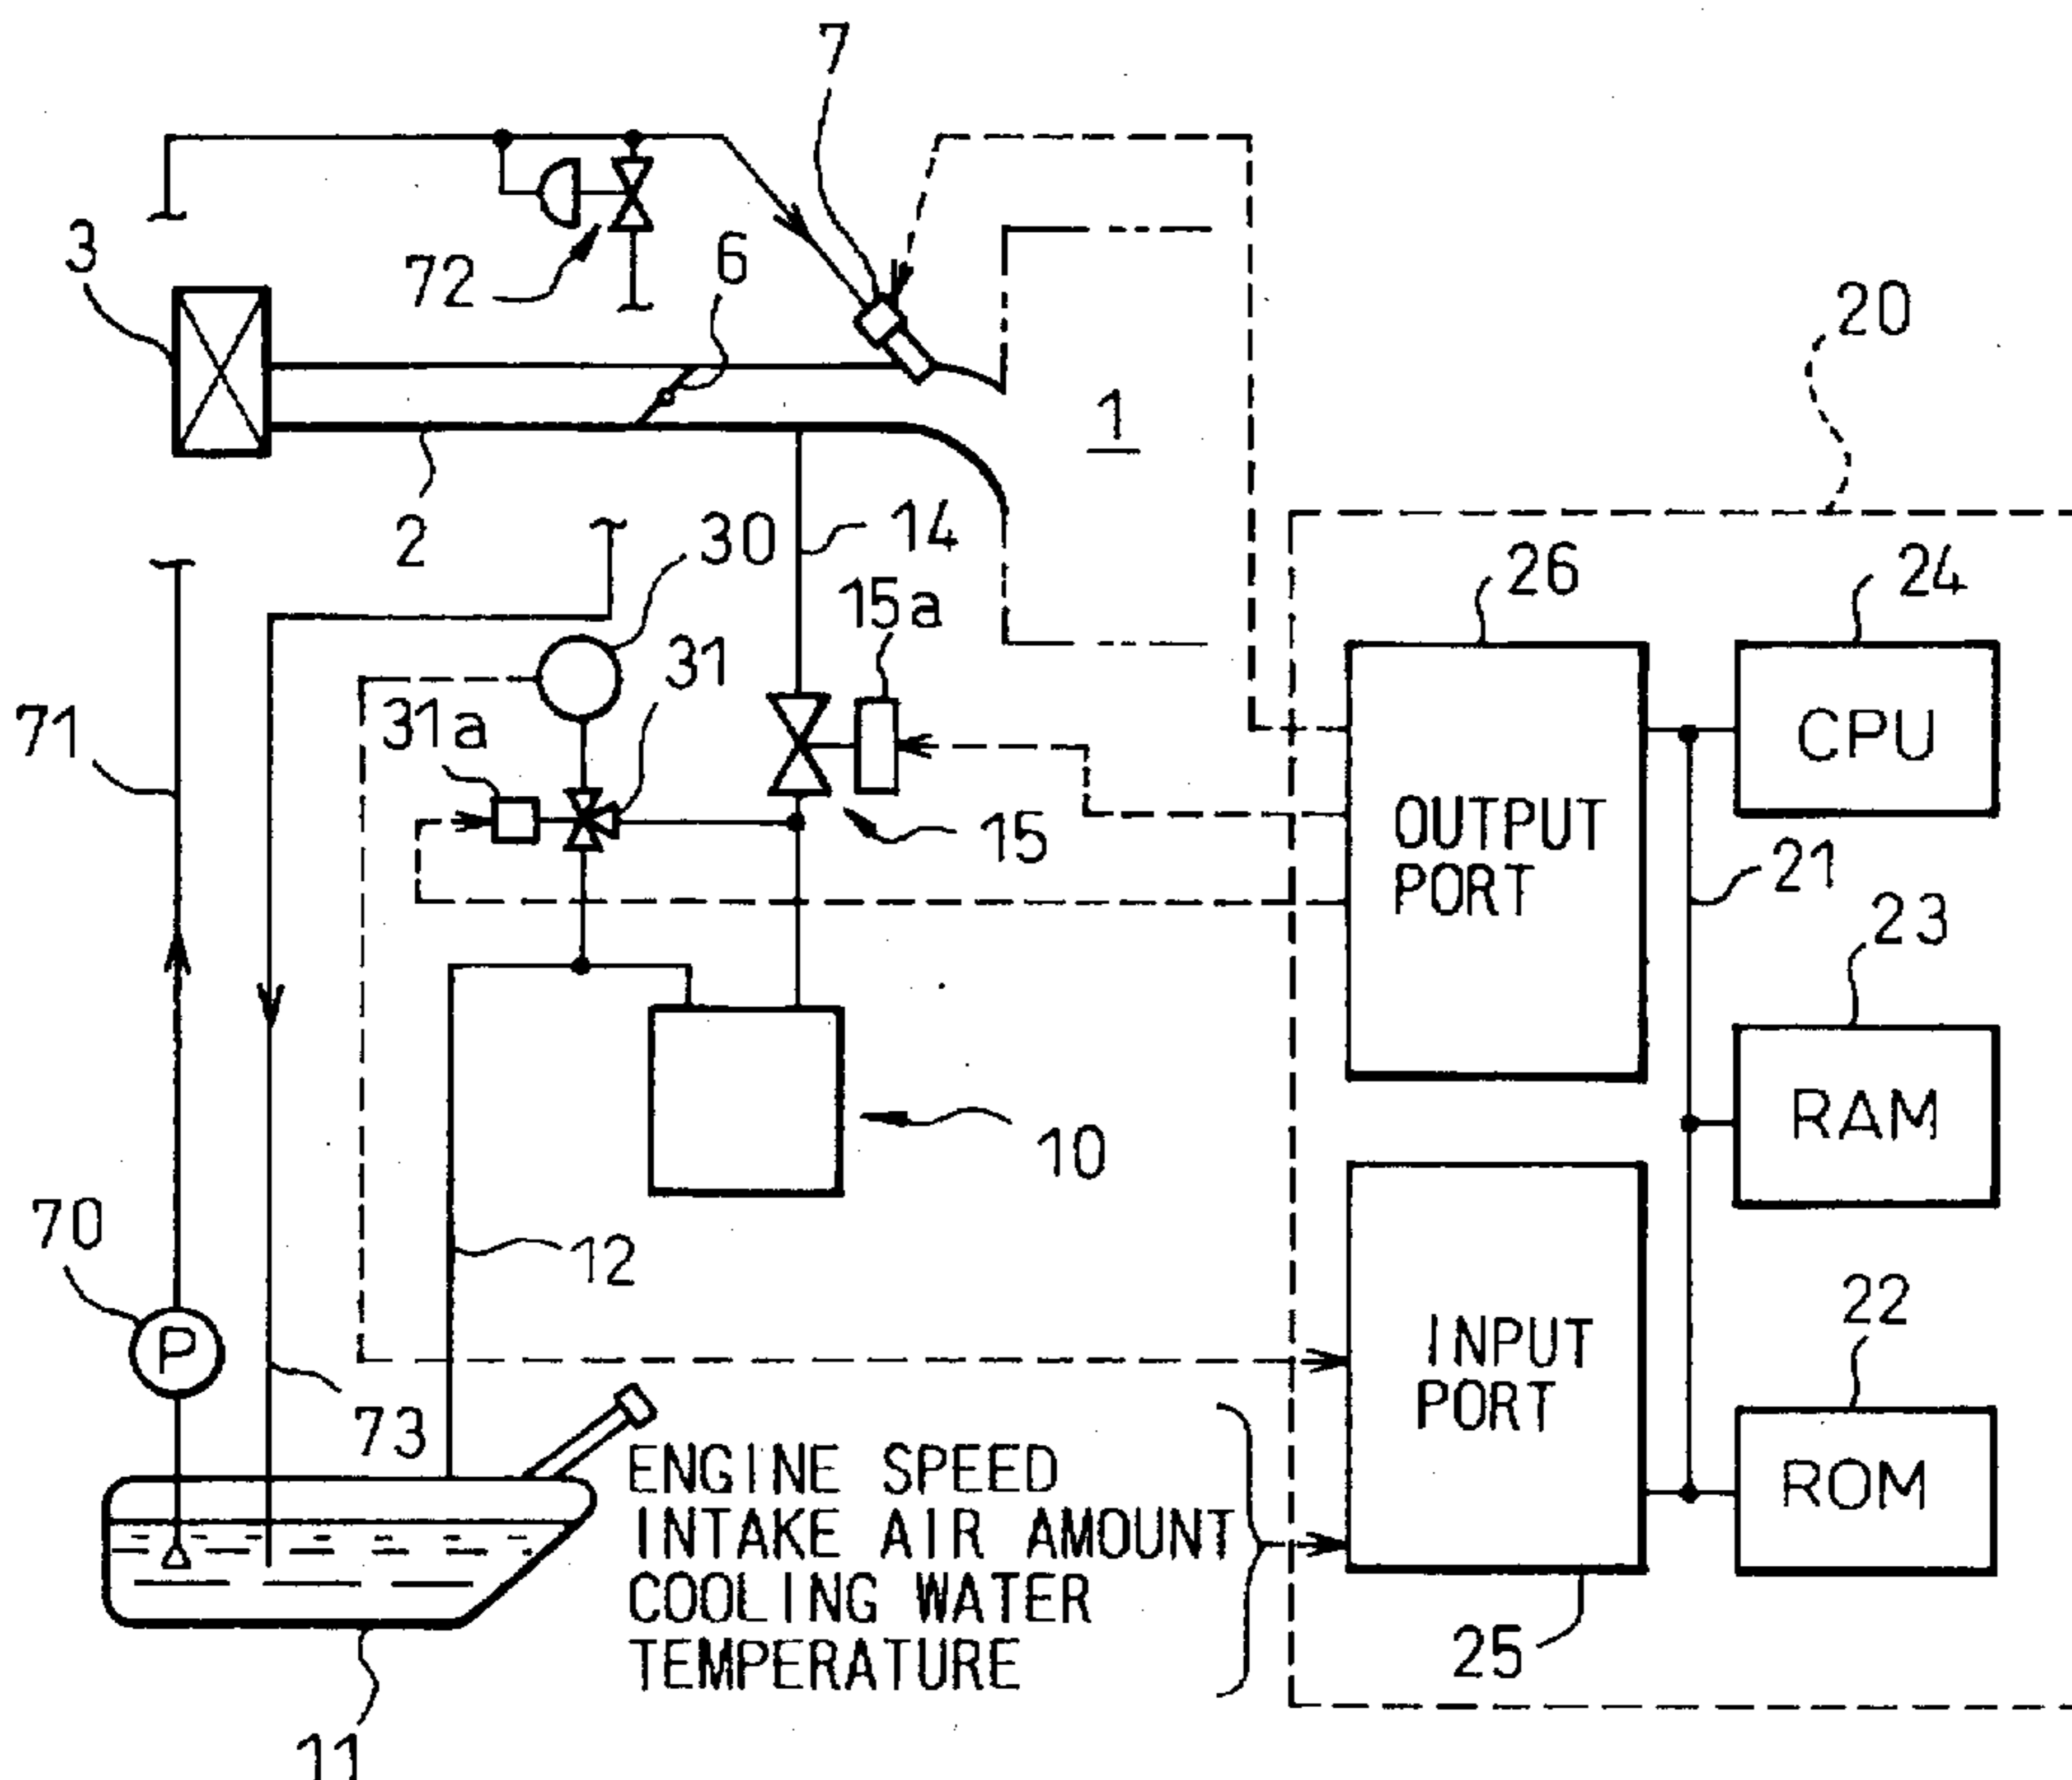 7
3
72
6
20
1
2
30
14
26
24
15a
31
31a
71
CPU
OUTPUT
PORT
15
21
23
RAM
10
70
12
22
INPUT
PORT
73
ENGINE SPEED
INTAKE AIR AMOUNT
COOLING WATER
TEMPERATURE
ROM
25
11
P